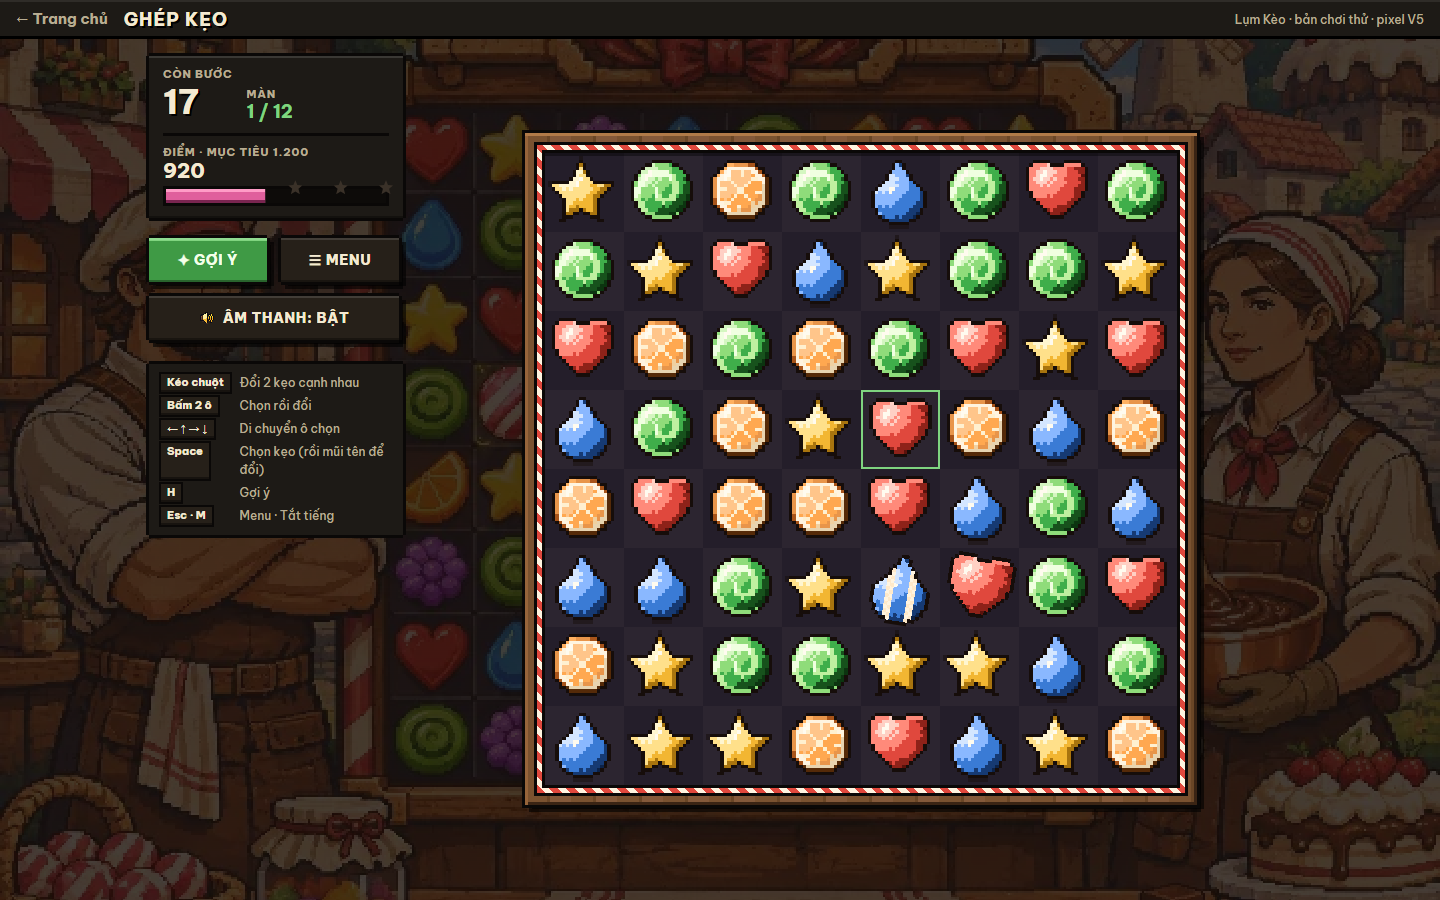 ← Trang chủ GHÉP KẸO
Lụm Kèo · bản chơi thử · pixel V5
CÒN BƯỚC
17
MÀN
1 / 12
ĐIỂM · MỤC TIÊU 1.200
920
✦ GỢI Ý
☰ MENU
ÂM THANH: BẬT
Kéo chuột Đổi 2 kẹo cạnh nhau
Bấm 2 ô Chọn rồi đổi
←↑→↓ Di chuyển ô chọn
Space Chọn kẹo (rồi mũi tên để
đổi)
H Gợi ý
Esc · M Menu · Tắt tiếng